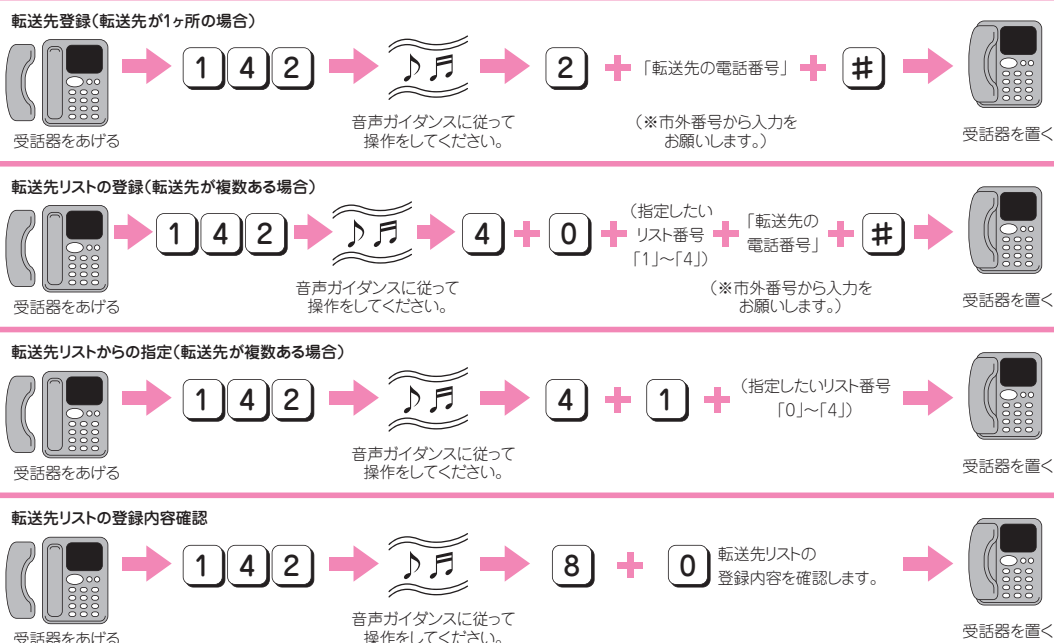 転送先登録(転送先が1ヶ所の場合)
1 4 2 2 + 「転送先の電話番号」 + #
受話器をあげる
音声ガイダンスに従って
操作をしてください。
(※市外番号から入力を
お願いします。)
受話器を置く
転送先リストの登録(転送先が複数ある場合)
1 4 2 4 + 0 +
(指定したい
リスト番号
「1」~「4」)
+
「転送先の
電話番号」
+ #
受話器をあげる
音声ガイダンスに従って
操作をしてください。
(※市外番号から入力を
お願いします。)
受話器を置く
転送先リストからの指定(転送先が複数ある場合)
1 4 2 4 + 1 +
(指定したいリスト番号
「0」~「4」)
受話器をあげる
音声ガイダンスに従って
操作をしてください。
受話器を置く
転送先リストの登録内容確認
1 4 2 8 + 0
転送先リストの
登録内容を確認します。
受話器をあげる
音声ガイダンスに従って
操作をしてください。
受話器を置く